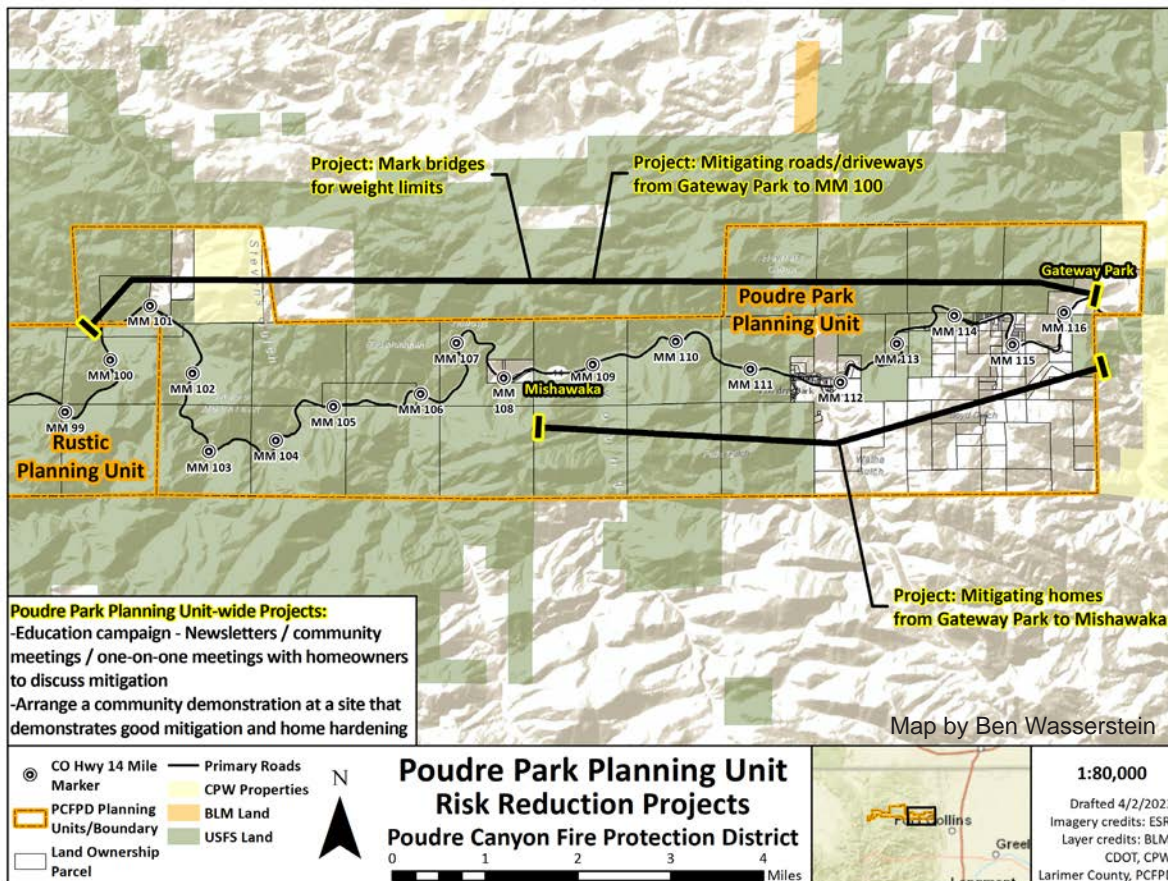 Project: Mark bridges
for weight limits
Project: Mitigating roads/driveways
from Gateway Park to MM 100
Gateway Park
Poudre Park
Planning Unit
MM 101
MM 100
MM 99
MM 102
MM 103
MM 104
MM 105
MM 106
MM 107
MM
108
Mishawaka
MM 109
MM 110
MM 111
MM 112
MM 113
MM 114
MM 115
MM 116
Rustic
Planning Unit
Project: Mitigating homes
from Gateway Park to Mishawaka
Poudre Park Planning Unit-wide Projects:
-Education campaign - Newsletters / community
meetings / one-on-one meetings with homeowners
to discuss mitigation
-Arrange a community demonstration at a site that
demonstrates good mitigation and home hardening
Map by Ben Wasserstein
CO Hwy 14 Mile
Marker
PCFPD Planning
Units/Boundary
Land Ownership
Parcel
Primary Roads
CPW Properties
BLM Land
USFS Land
N
Poudre Park Planning Unit
Risk Reduction Projects
Poudre Canyon Fire Protection District
0 1 2 3 4
Miles
Collins
Greel
1:80,000
Drafted 4/2/202
Imagery credits: ESR
Layer credits: BLM
CDOT, CPW
Larimer County, PCFP